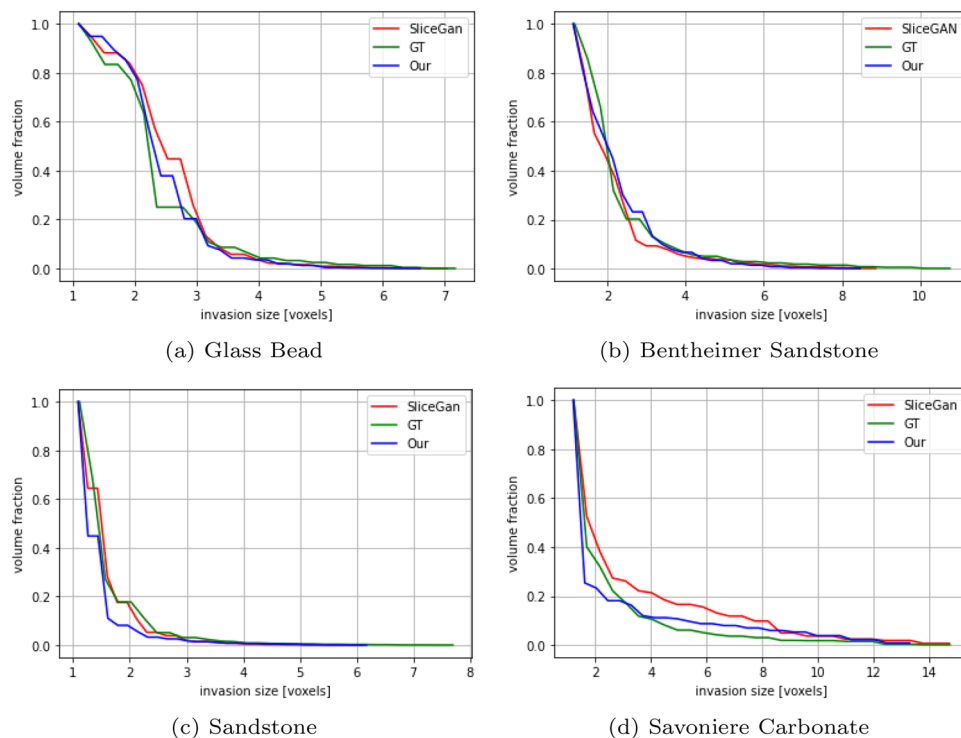 1.0
0.8
0.6
0.4
0.2
0.0
volume fraction
SliceGan
GT
Our
1 2 3 4 5 6 7
invasion size [voxels]
(a) Glass Bead
1.0
0.8
0.6
0.4
0.2
0.0
volume fraction
SliceGAN
GT
Our
2 4 6 8 10
invasion size [voxels]
(b) Bentheimer Sandstone
1.0
0.8
0.6
0.4
0.2
0.0
volume fraction
SliceGan
GT
Our
1 2 3 4 5 6 7 8
invasion size [voxels]
(c) Sandstone
1.0
0.8
0.6
0.4
0.2
0.0
volume fraction
SliceGan
GT
Our
2 4 6 8 10 12 14
invasion size [voxels]
(d) Savoniere Carbonate